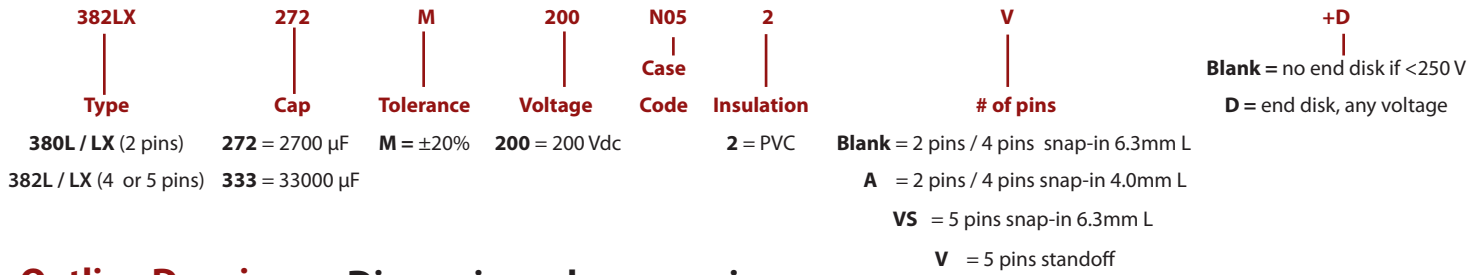 382LX 272 M 200 N05 2 V +D
Case Blank = no end disk if <250 V
Type Cap Tolerance Voltage Code Insulation # of pins D = end disk, any voltage
380L / LX (2 pins) 272 = 2700 µF M = ±20% 200 = 200 Vdc 2 = PVC Blank = 2 pins / 4 pins snap-in 6.3mm L
382L / LX (4 or 5 pins) 333 = 33000 µF A = 2 pins / 4 pins snap-in 4.0mm L
VS = 5 pins snap-in 6.3mm L
V = 5 pins standoff